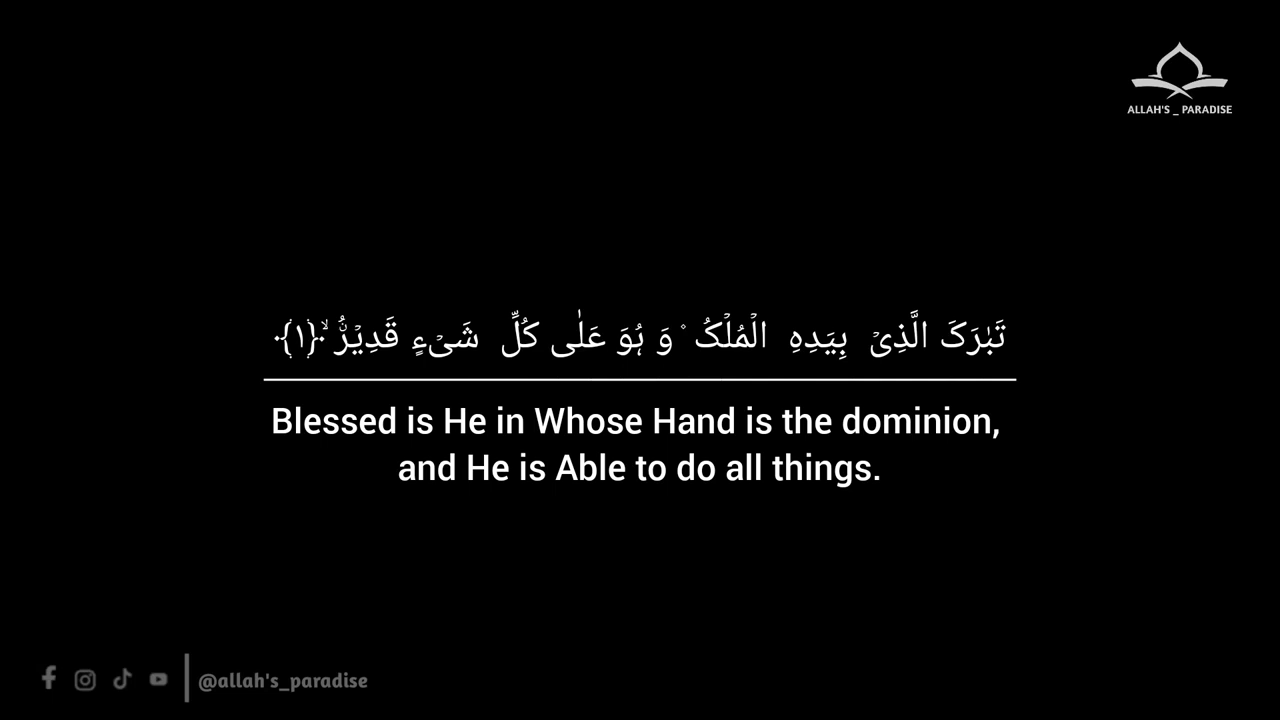 ALLAH'S _ PARADISE
تَبٰرَکَ الَّذِیۡ بِیَدِہِ الۡمُلۡکُ ۫ وَ ہُوَ عَلٰی کُلِّ شَیۡءٍ قَدِیۡرُۨ ۙ﴿۱﴾
Blessed is He in Whose Hand is the dominion,
and He is Able to do all things.
@allah's_paradise